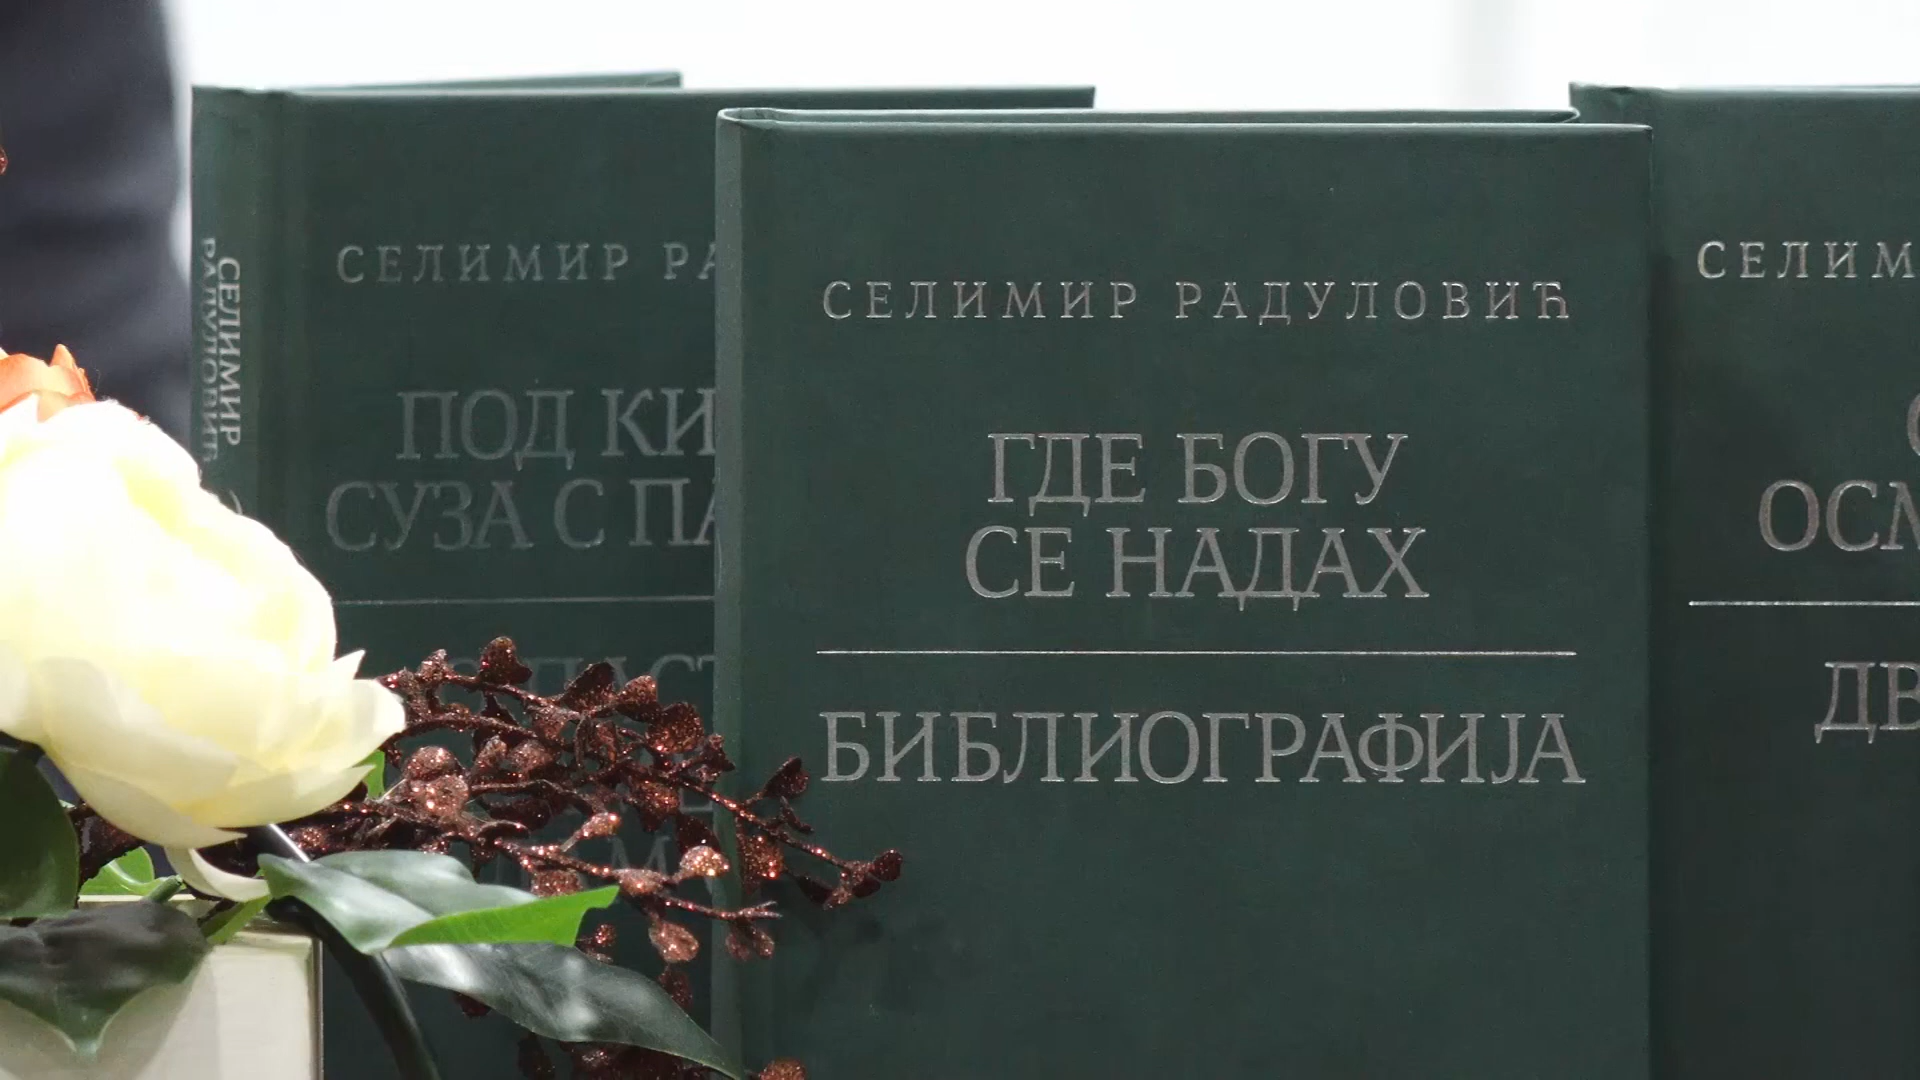 СЕЛИМИР
РАДУЛОВИЋ
СЕЛИМИР РА
ПОД КИ
СУЗА С ПА
СЕЛИМИР РАДУЛОВИЋ
ГДЕ БОГУ
СЕ НАДАХ
БИБЛИОГРАФИЈА
СЕЛИМ
ОСМ
ДВ